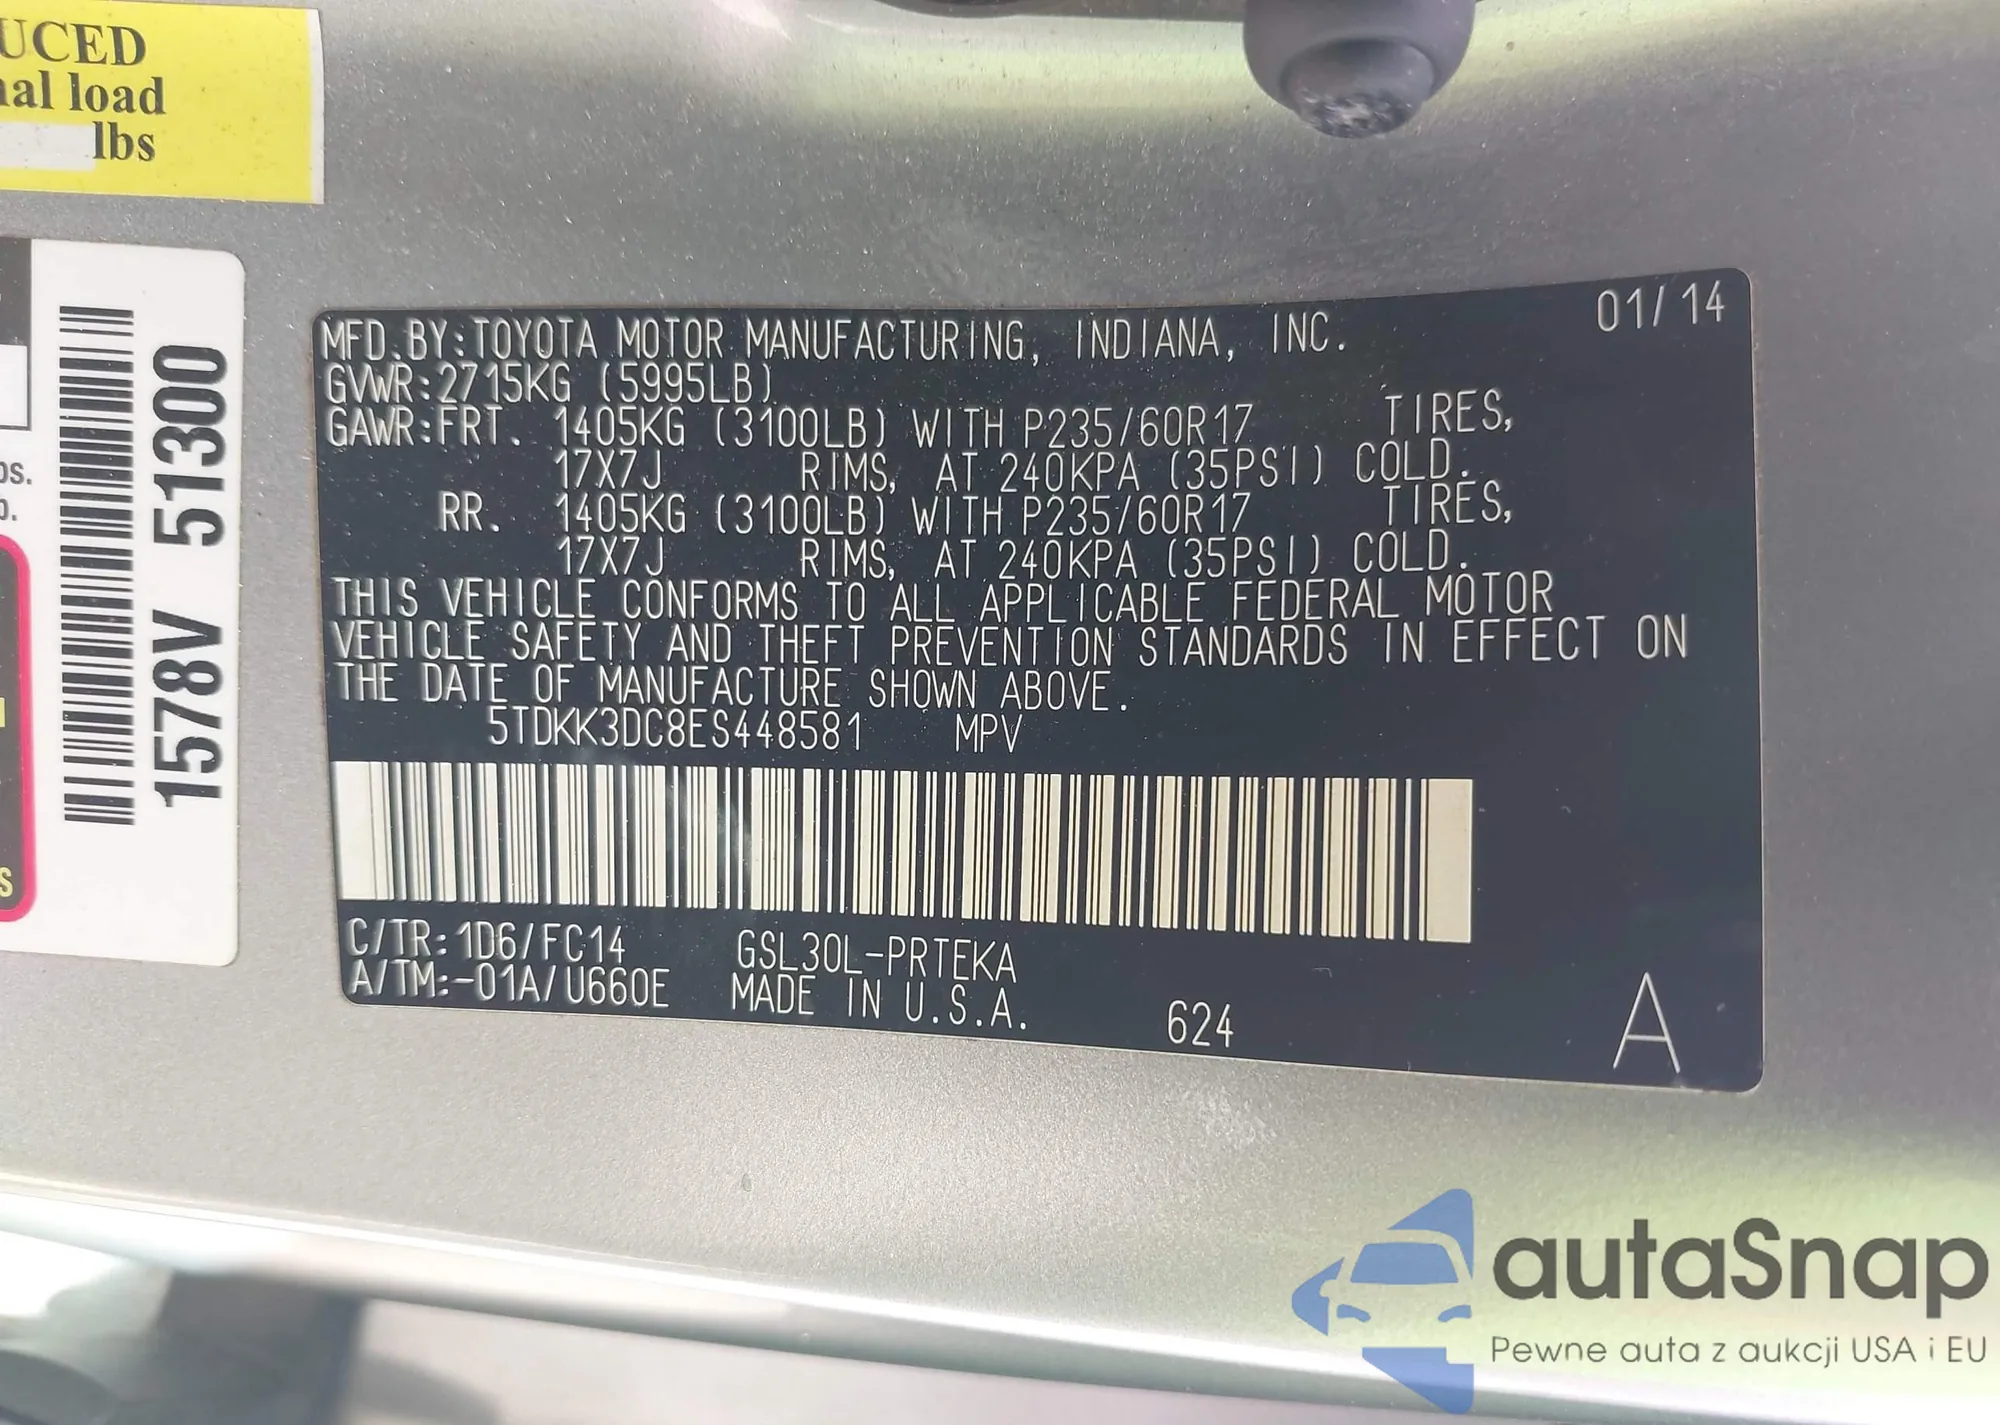 UCED
nal load
lbs
1578V 51300
S
01/14
MFD.BY:TOYOTA MOTOR MANUFACTURING, INDIANA, INC.
GVWR:2715KG (5995LB)
GAWR:FRT. 1405KG (3100LB) WITH P235/60R17 TIRES,
17X7J RIMS, AT 240KPA (35PSI) COLD.
RR. 1405KG (3100LB) WITH P235/60R17 TIRES,
17X7J RIMS, AT 240KPA (35PSI) COLD.
THIS VEHICLE CONFORMS TO ALL APPLICABLE FEDERAL MOTOR
VEHICLE SAFETY AND THEFT PREVENTION STANDARDS IN EFFECT ON
THE DATE OF MANUFACTURE SHOWN ABOVE.
5TDKK3DC8ES448581 MPV
C/TR:1D6/FC14 GSL30L-PRTEKA
A/TM:-01A/U660E MADE IN U.S.A.
624
A
autaSnap
Pewne auta z aukcji USA i EU